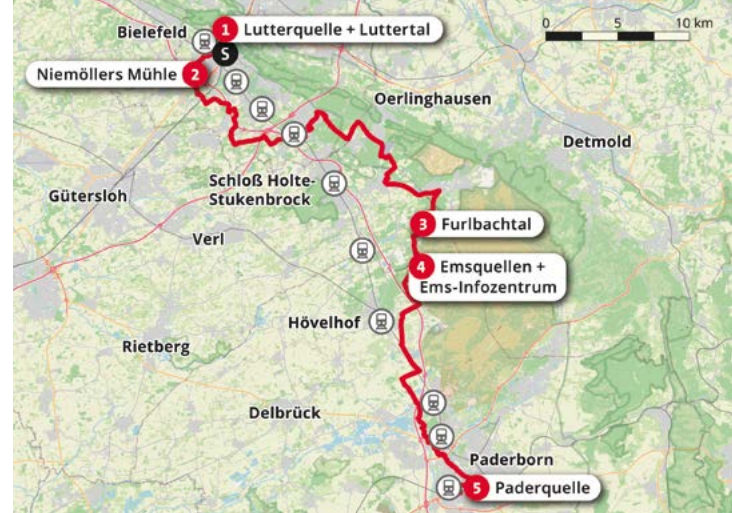 0 5 10 km
Bielefeld
1 Lutterquelle + Luttertal
S
Niemöllers Mühle 2
Oerlinghausen
Detmold
Schloß Holte-
Stukenbrock
Gütersloh
Verl
3 Furlbachtal
4 Emsquellen +
Ems-Infozentrum
Hövelhof
Rietberg
Delbrück
Paderborn
5 Paderquelle